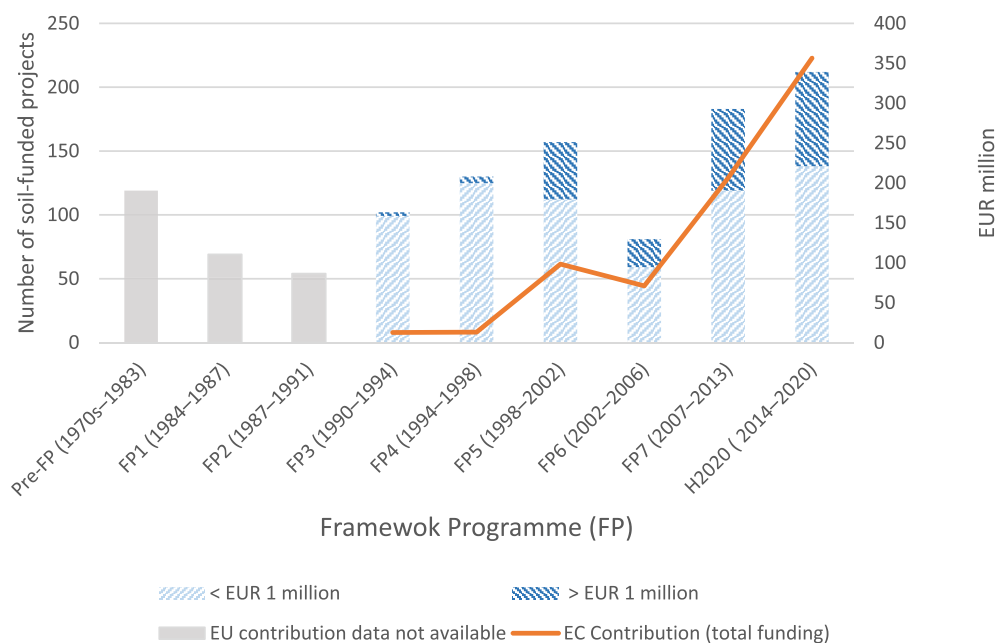 250
200
150
100
50
0
Number of soil-funded projects
400
350
300
250
200
150
100
50
0
EUR million
Pre-FP (1970s–1983)
FP1 (1984–1987)
FP2 (1987–1991)
FP3 (1990–1994)
FP4 (1994–1998)
FP5 (1998–2002)
FP6 (2002–2006)
FP7 (2007–2013)
H2020 ( 2014–2020)
Framewok Programme (FP)
< EUR 1 million
> EUR 1 million
EU contribution data not available
EC Contribution (total funding)